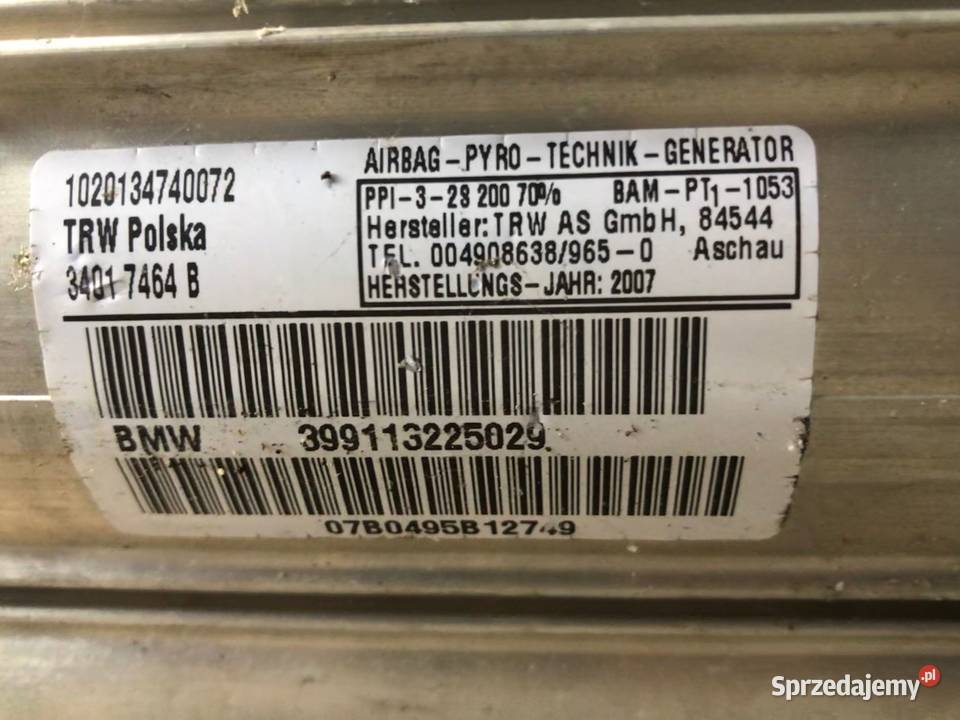 1020134740072
TRW Polska
3401 7464 B
AIRBAG-PYRO-TECHNIK-GENERATOR
PPI-3-28 200 70% BAM-PT1-1053
Hersteller: TRW AS GmbH, 84544
TEL. 004908638/965-0 Aschau
HERSTELLUNGS-JAHR: 2007
BMW 399113225029
Sprzedajemy.pl